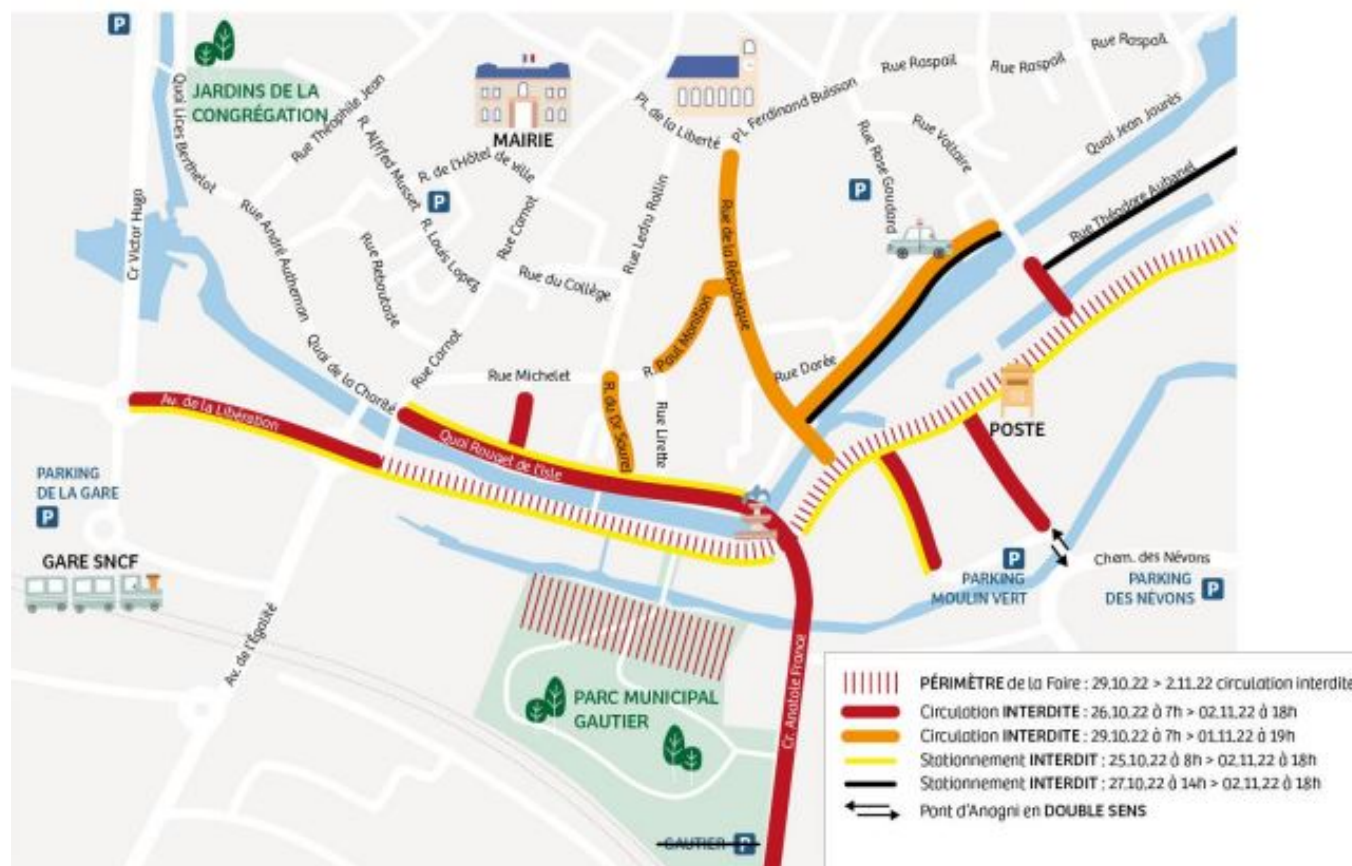 P
JARDINS DE LA
CONGRÉGATION
Quai Lices Berthelot
Cr Victor Hugo
Rue Théophile Jean
R. Alfred Musset
R. de l'Hôtel de ville
MAIRIE
P
Pl. de la Liberté
Pl. Ferdinand Buisson
Rue Raspail
Rue Raspail
Rue Raspail
Rue Voltaire
Quai Jean Jaurès
Rue Rose Goudard
P
Rue Théodore Aubanel
Rue André Autheman
Rue Reboutade
R. Louis Lopez
Rue Carnot
Rue du Collège
Rue Ledru Rollin
Rue de la République
R. Paul Monition
Rue Dorée
Quai de la Charité
Rue Carnot
Rue Michelet
R. du Dr Sourel
Rue Lirette
Av. de la Libération
Quai Rouget de l'Isle
POSTE
PARKING
DE LA GARE
P
GARE SNCF
Av. de l'Égalité
P
PARKING
MOULIN VERT
Chem. des Névons
PARKING
DES NÉVONS
P
PARC MUNICIPAL
GAUTIER
Cr. Anatole France
GAUTIER P
PÉRIMÈTRE de la Foire : 29.10.22 > 2.11.22 circulation interdite
Circulation INTERDITE : 26.10.22 à 7h > 02.11.22 à 18h
Circulation INTERDITE : 29.10.22 à 7h > 01.11.22 à 19h
Stationnement INTERDIT : 25.10.22 à 8h > 02.11.22 à 18h
Stationnement INTERDIT : 27.10.22 à 14h > 02.11.22 à 18h
Pont d'Anagni en DOUBLE SENS